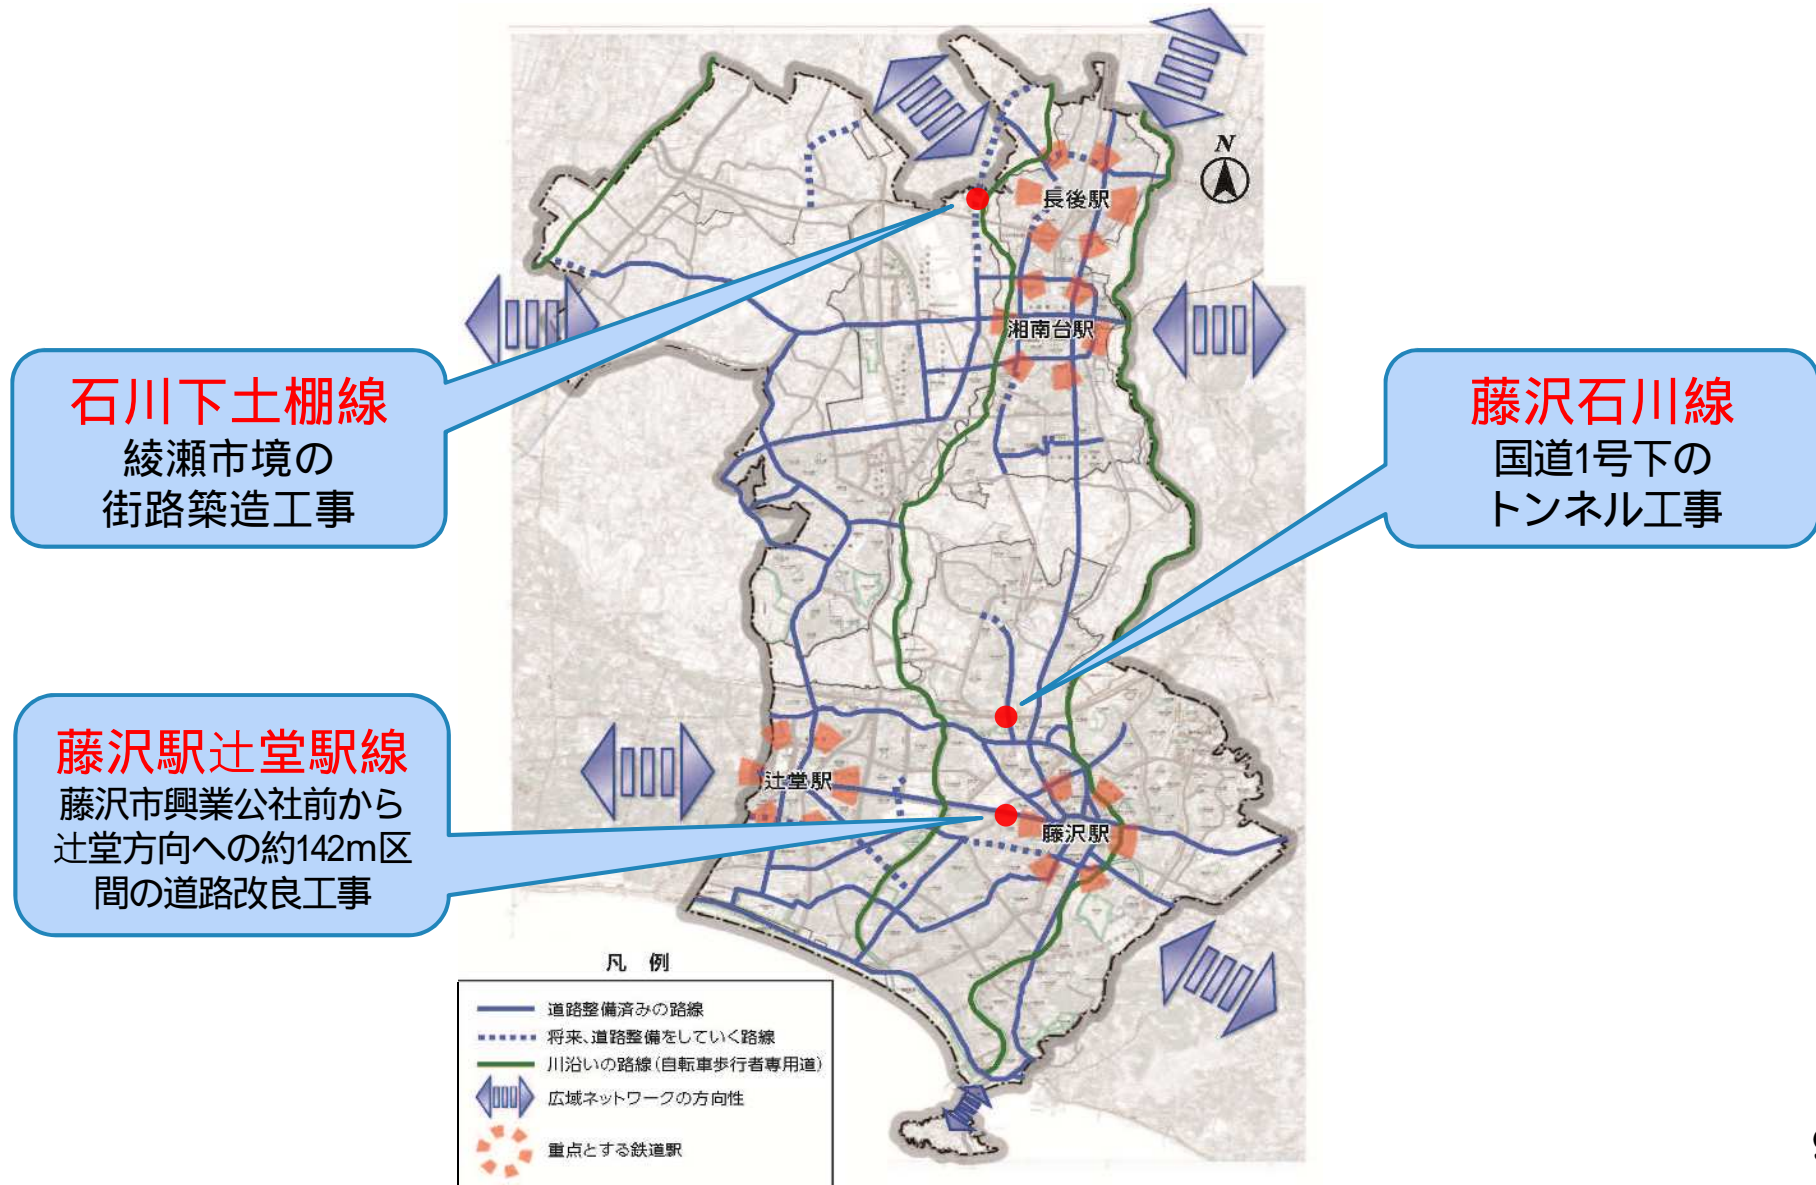 N
長後駅
湘南台駅
石川下土棚線
綾瀬市境の
街路築造工事
藤沢石川線
国道1号下の
トンネル工事
藤沢駅辻堂駅線
藤沢市興業公社前から
辻堂方向への約142m区
間の道路改良工事
辻堂駅
藤沢駅
凡 例
道路整備済みの路線
将来、道路整備をしていく路線
川沿いの路線(自転車歩行者専用道)
広域ネットワークの方向性
重点とする鉄道駅